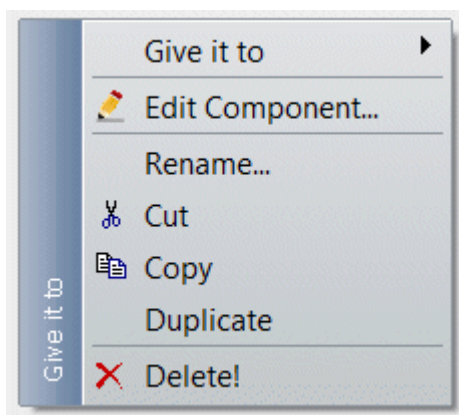 Give it to
Edit Component...
Rename...
Cut
Copy
Duplicate
Delete!
Give it to